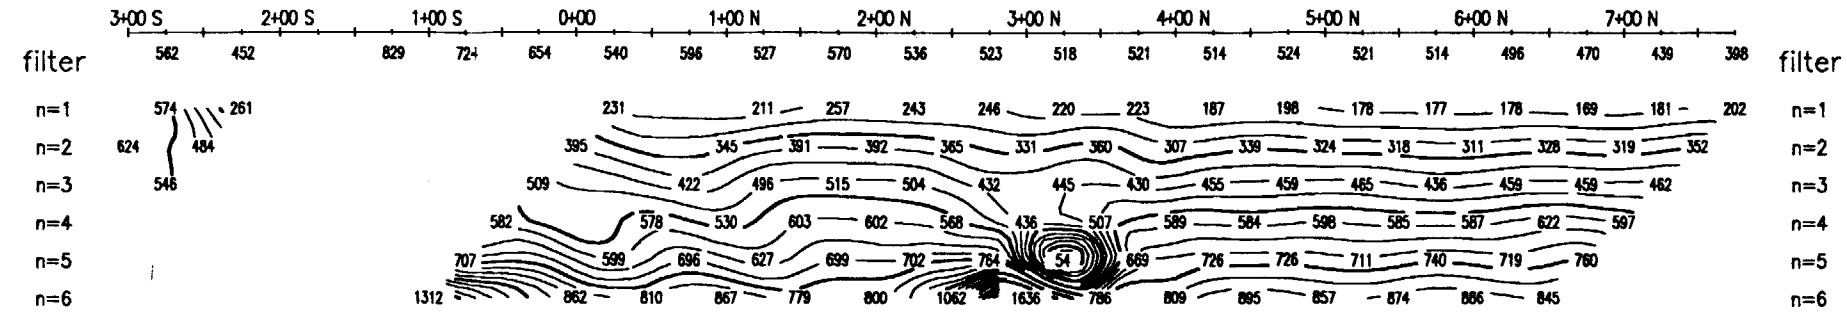 3+00 S 2+00 S 1+00 S 0+00 1+00 N 2+00 N 3+00 N 4+00 N 5+00 N 6+00 N 7+00 N
filter 562 452 829 724 654 540 596 527 570 536 523 518 521 514 524 521 514 496 470 439 398 filter
n=1 574 261 231 211 257 243 246 220 223 187 198 178 177 178 169 181 202 n=1
n=2 624 484 395 345 391 392 365 331 360 307 339 324 318 311 328 319 352 n=2
n=3 546 509 422 496 515 504 432 445 430 455 459 465 436 459 459 462 n=3
n=4 582 578 530 603 602 568 436 507 589 584 598 585 587 622 597 n=4
n=5 707 599 696 627 699 702 764 54 669 726 726 711 740 719 760 n=5
n=6 1312 862 810 867 779 800 1062 1636 786 809 895 857 874 886 845 n=6